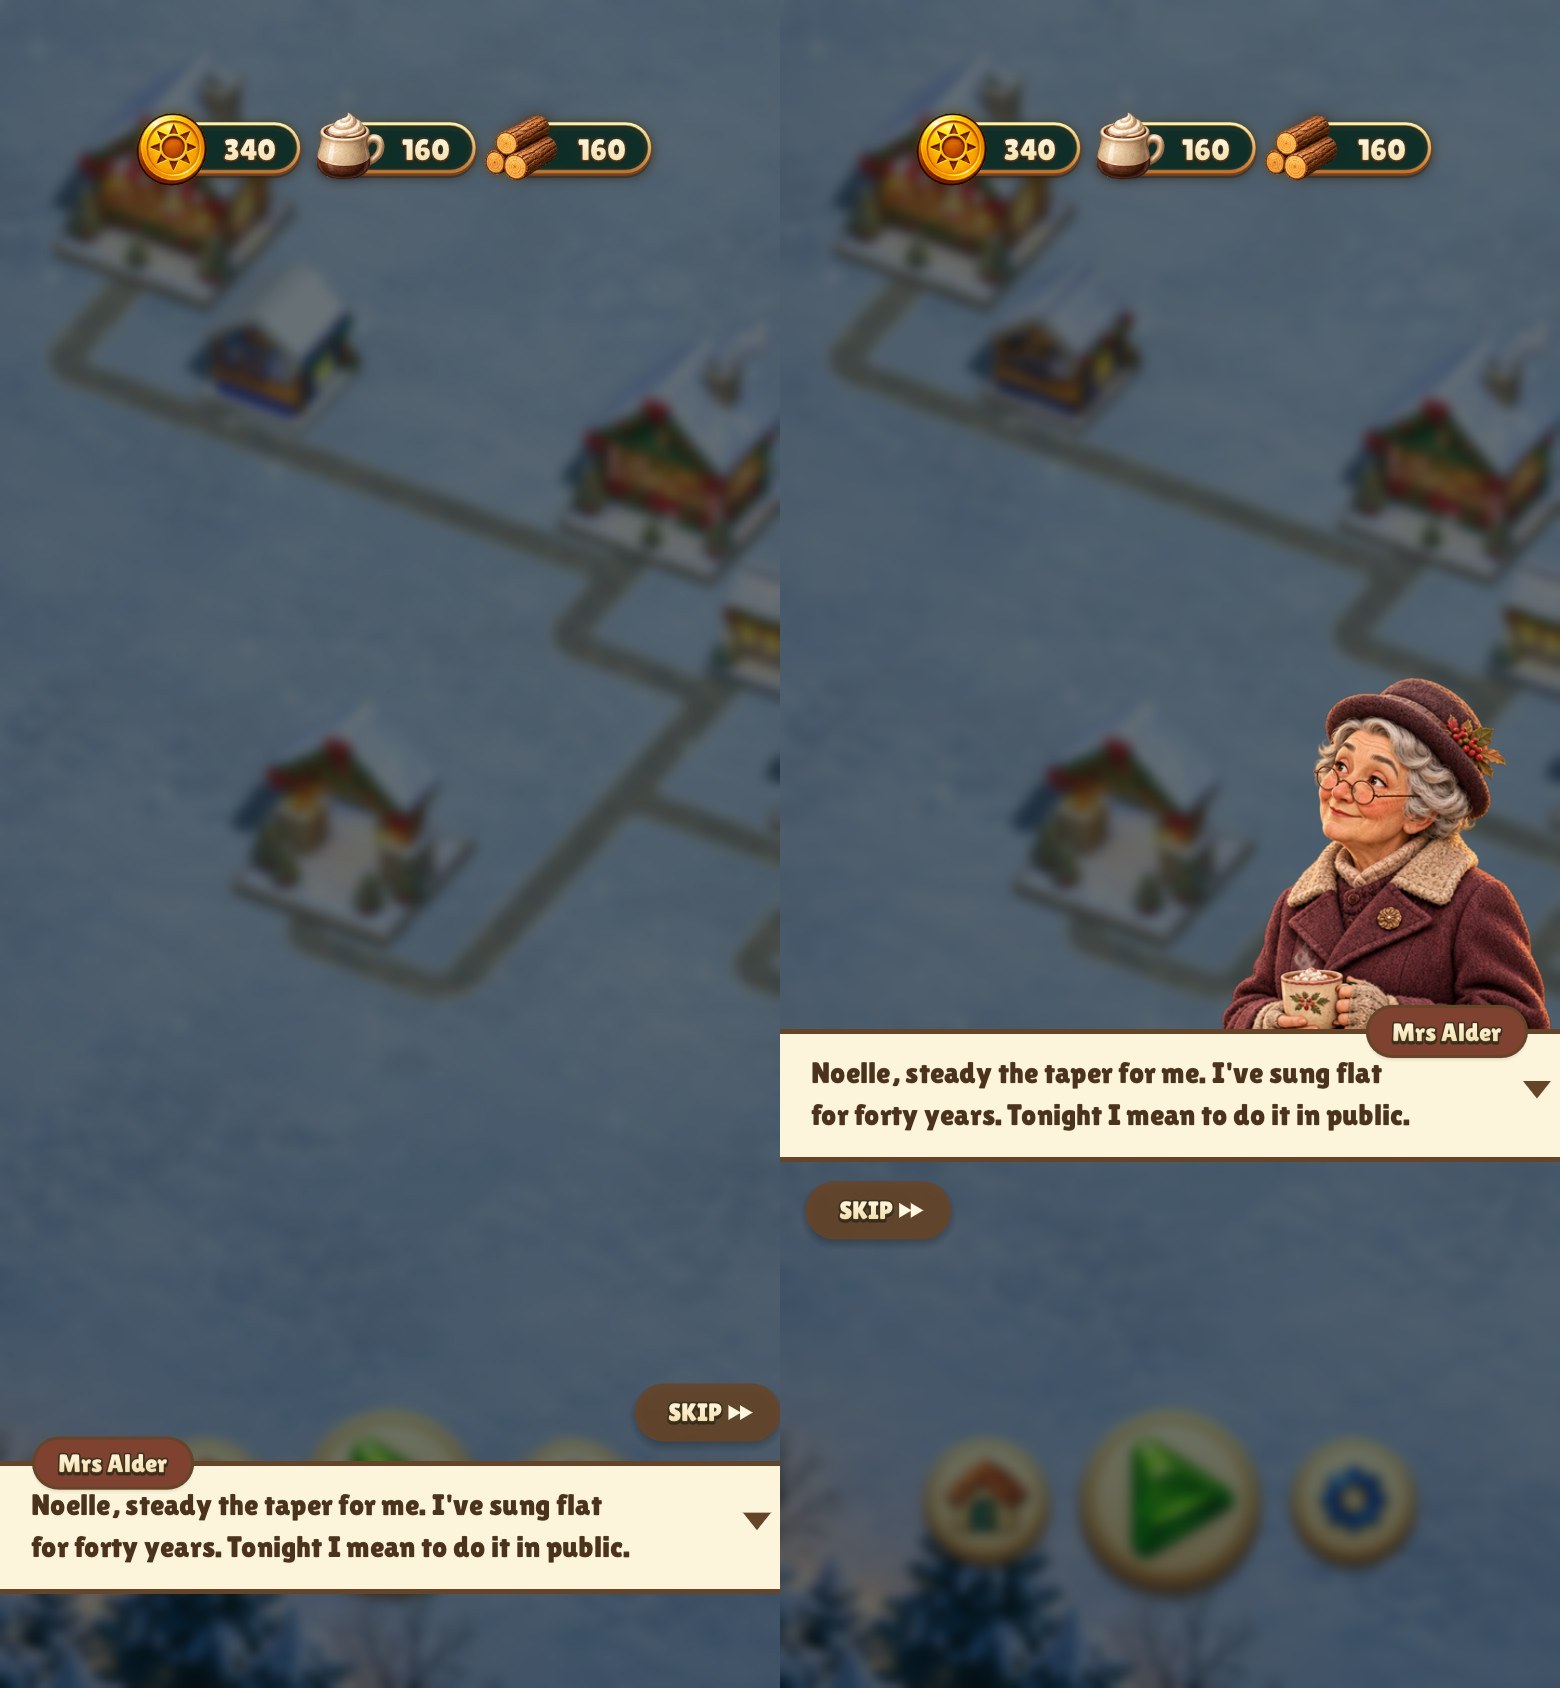 340 160 160
SKIP
Mrs Alder
Noelle, steady the taper for me. I've sung flat
for forty years. Tonight I mean to do it in public.
340 160 160
Mrs Alder
Noelle, steady the taper for me. I've sung flat
for forty years. Tonight I mean to do it in public.
SKIP